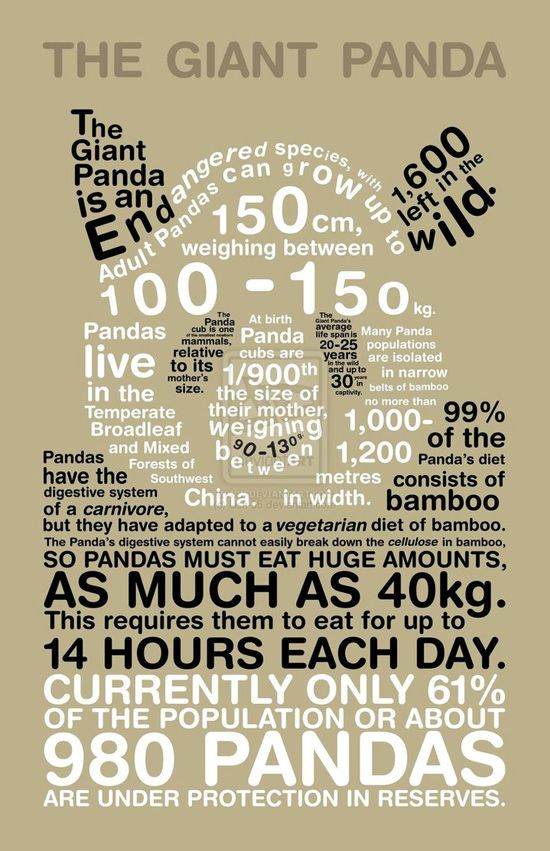 THE GIANT PANDA
The
Giant
Panda
is an
Endangered species, with
1,600
left in the
wild.
Adult Pandas can grow up to
150cm,
weighing between
100-150kg.
Pandas
live
in the
Temperate
Broadleaf
and Mixed
Forests of
Southwest
China.
The
Panda
cub is one
of the smallest newborn
mammals,
relative
to its
mother's
size.
At birth
Panda
cubs are
1/900th
the size of
their mother,
weighing
between
90-130g.
The
Giant Panda's
average
life span is
20-25
years
in the wild
and up to
30 years in
captivity.
Many Panda
populations
are isolated
in narrow
belts of bamboo
no more than
1,000-
1,200
metres
in width.
99%
of the
Panda's diet
consists of
bamboo
Pandas
have the
digestive system
of a carnivore,
but they have adapted to a vegetarian diet of bamboo.
The Panda's digestive system cannot easily break down the cellulose in bamboo,
SO PANDAS MUST EAT HUGE AMOUNTS,
AS MUCH AS 40kg.
This requires them to eat for up to
14 HOURS EACH DAY.
CURRENTLY ONLY 61%
OF THE POPULATION OR ABOUT
980 PANDAS
ARE UNDER PROTECTION IN RESERVES.